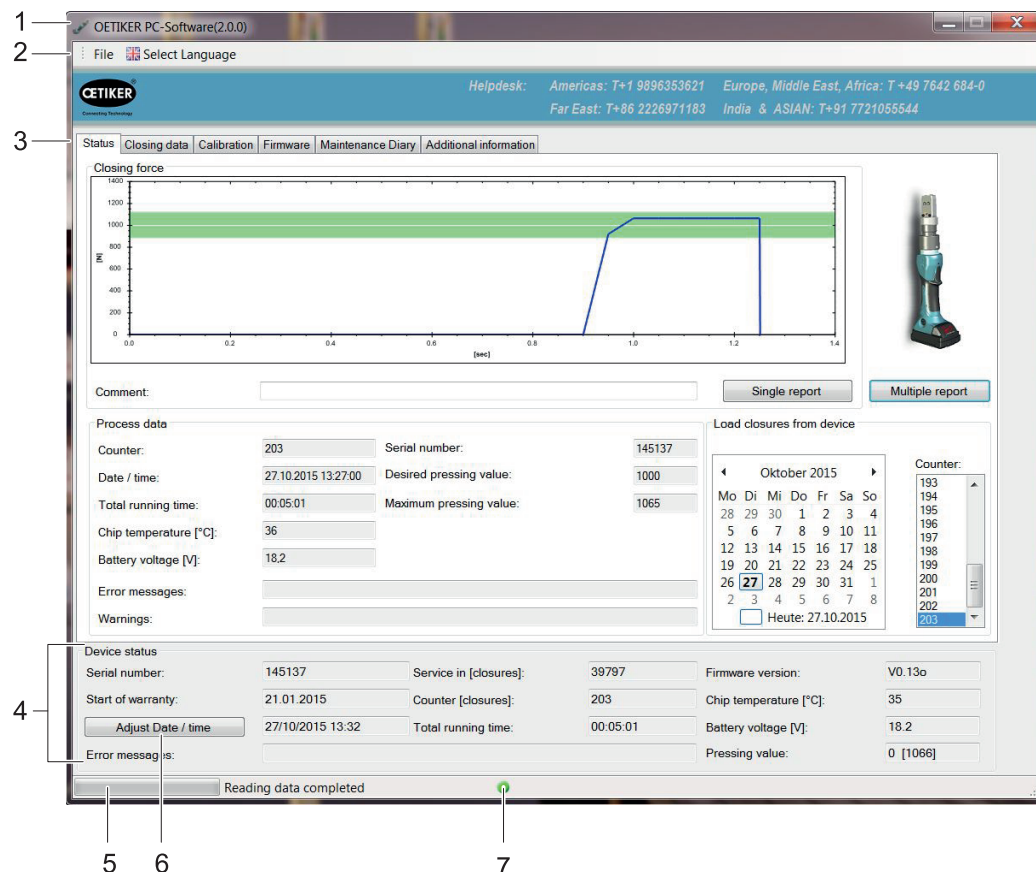 1
OETIKER PC-Software(2.0.0)
2
File Select Language
OETIKER
Connecting Technology
Helpdesk: Americas: T+1 9896353621 Europe, Middle East, Africa: T +49 7642 684-0
Far East: T+86 2226971183 India & ASIAN: T+91 7721055544
3
Status Closing data Calibration Firmware Maintenance Diary Additional information
Closing force
1400
1200
1000
800
600
400
200
0
[N]
0.0 0.2 0.4 0.6 0.8 1.0 1.2 1.4
[sec]
Comment: Single report Multiple report
Process data
Counter: 203 Serial number: 145137
Date / time: 27.10.2015 13:27:00 Desired pressing value: 1000
Total running time: 00:05:01 Maximum pressing value: 1065
Chip temperature [°C]: 36
Battery voltage [V]: 18,2
Error messages:
Warnings:
Load closures from device
Oktober 2015
Mo Di Mi Do Fr Sa So
28 29 30 1 2 3 4
5 6 7 8 9 10 11
12 13 14 15 16 17 18
19 20 21 22 23 24 25
26 27 28 29 30 31 1
2 3 4 5 6 7 8
Heute: 27.10.2015
Counter:
193
194
195
196
197
198
199
200
201
202
203
4
Device status
Serial number: 145137 Service in [closures]: 39797 Firmware version: V0.13o
Start of warranty: 21.01.2015 Counter [closures]: 203 Chip temperature [°C]: 35
Adjust Date / time 27/10/2015 13:32 Total running time: 00:05:01 Battery voltage [V]: 18.2
Error messages: Pressing value: 0 [1066]
Reading data completed
5 6 7